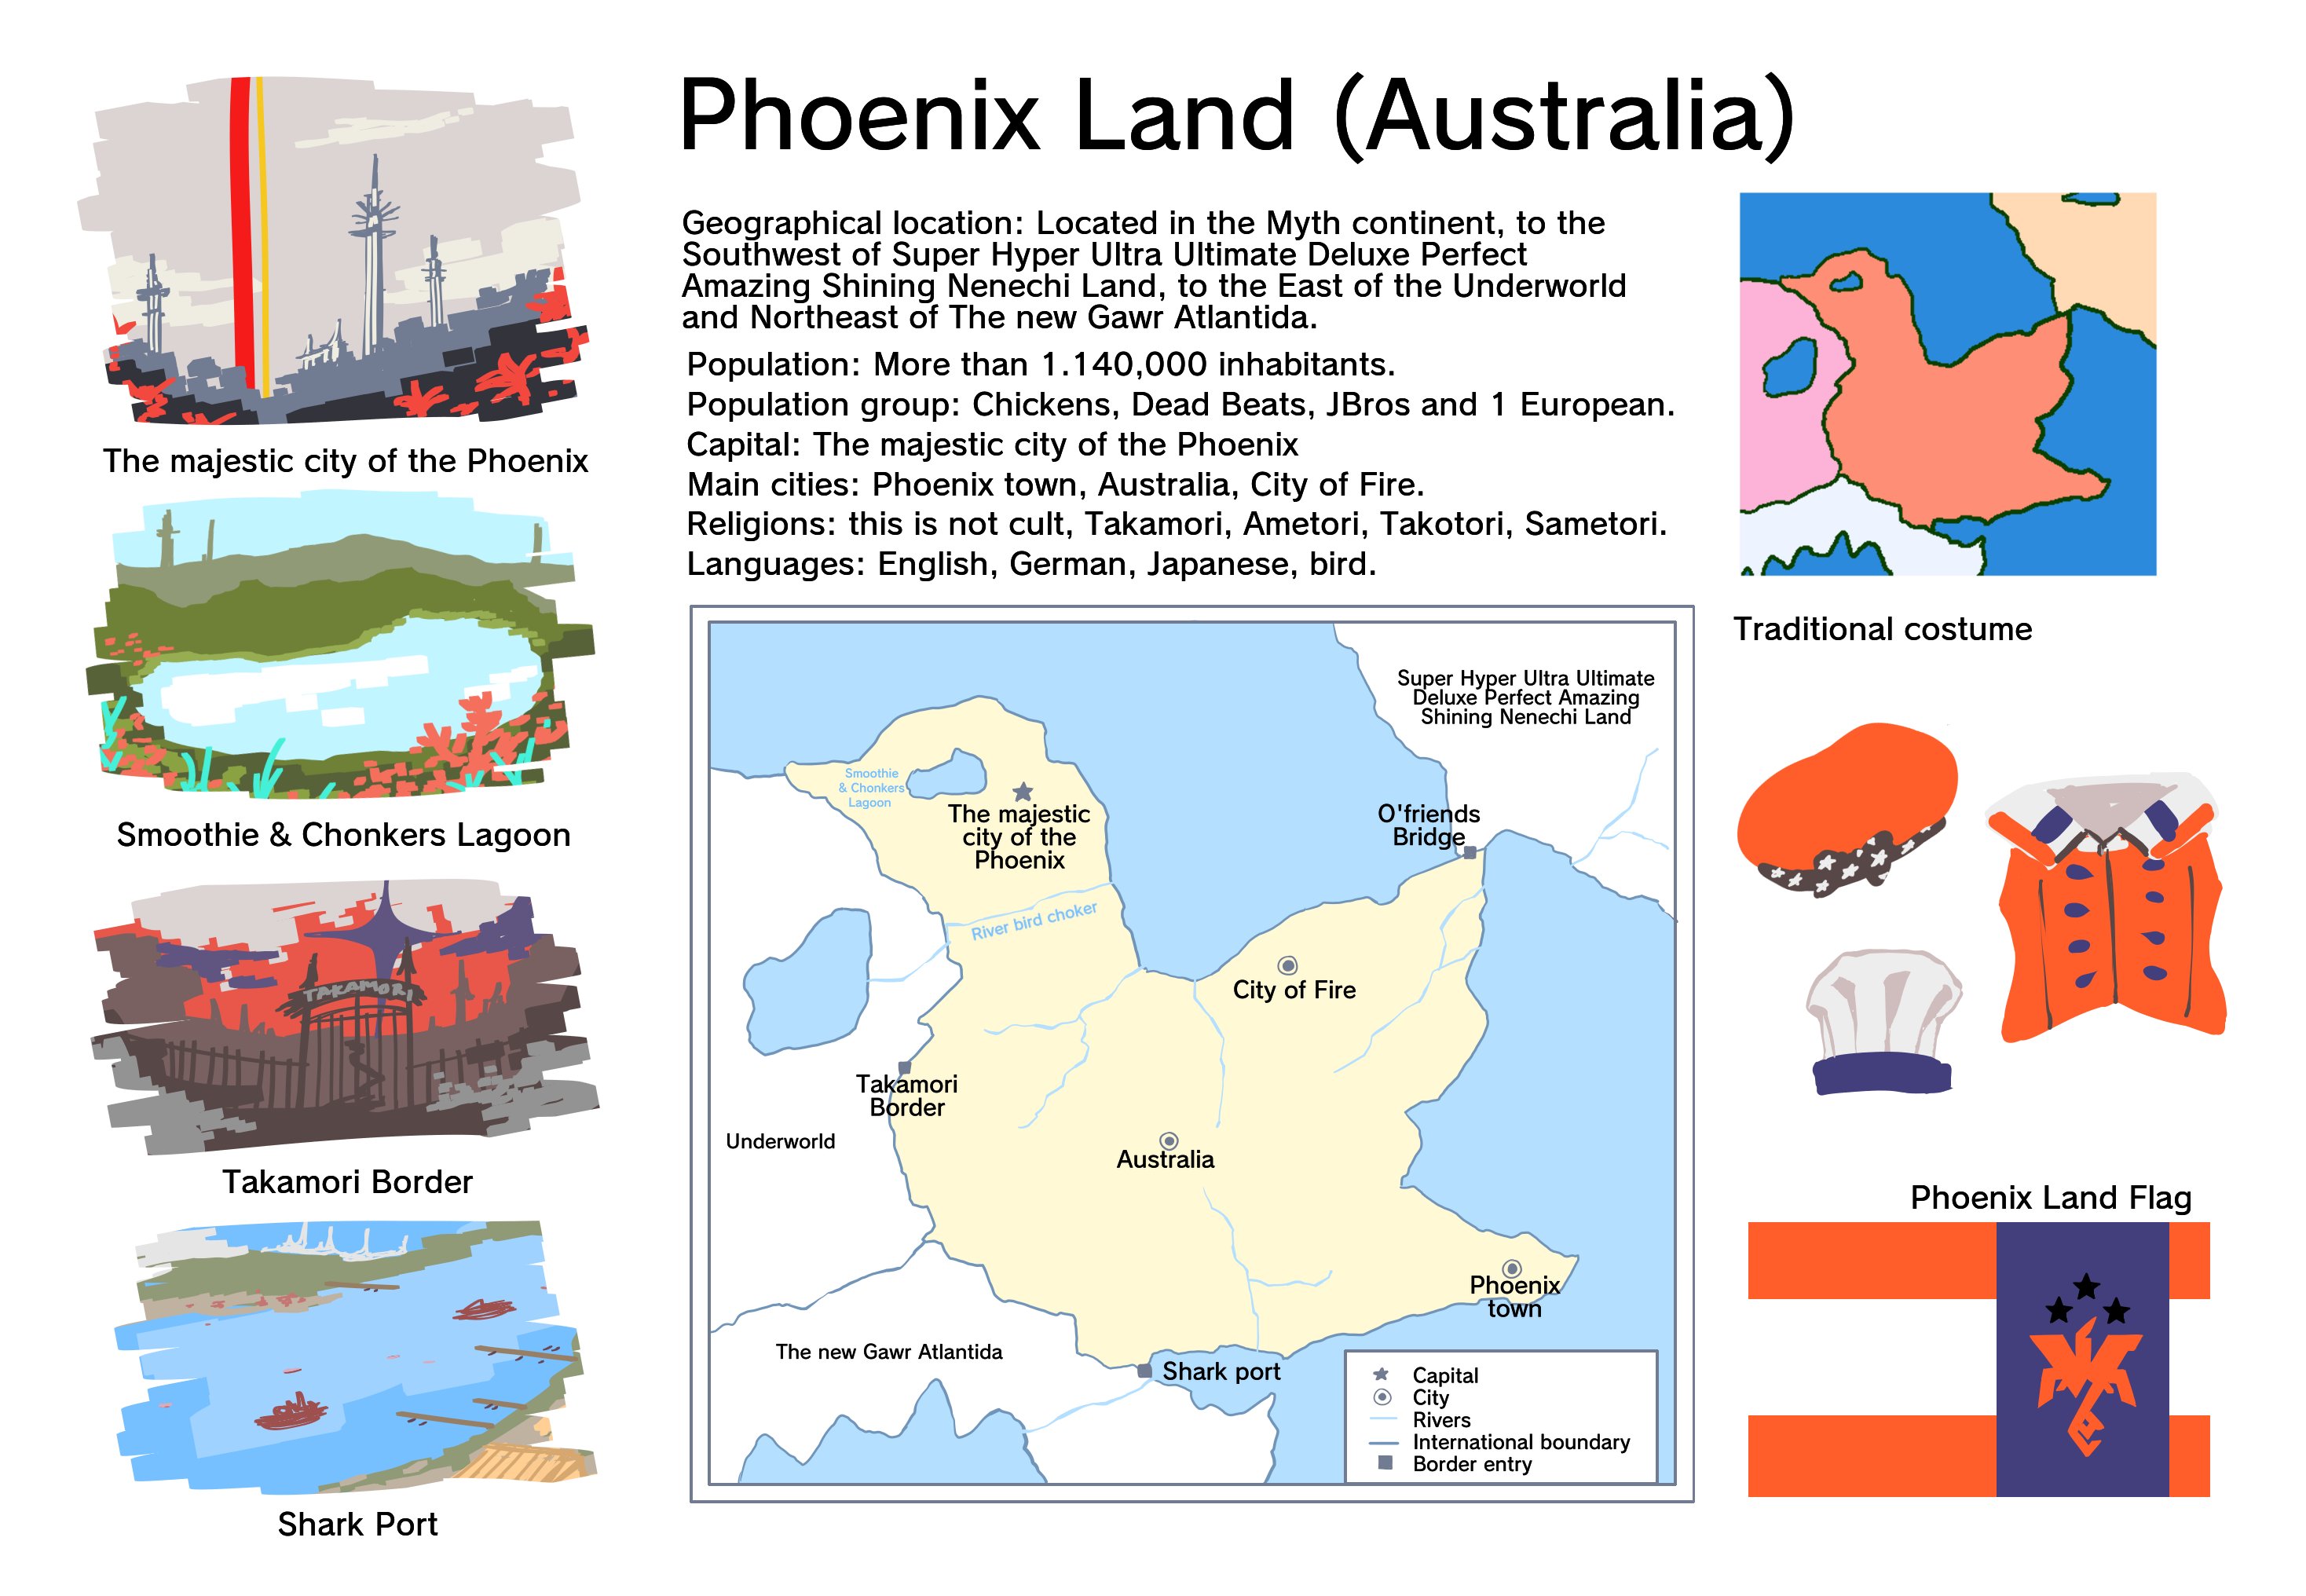 Phoenix Land (Australia)
Geographical location: Located in the Myth continent, to the
Southwest of Super Hyper Ultra Ultimate Deluxe Perfect
Amazing Shining Nenechi Land, to the East of the Underworld
and Northeast of The new Gawr Atlantida.
Population: More than 1.140,000 inhabitants.
Population group: Chickens, Dead Beats, JBros and 1 European.
Capital: The majestic city of the Phoenix
Main cities: Phoenix town, Australia, City of Fire.
Religions: this is not cult, Takamori, Ametori, Takotori, Sametori.
Languages: English, German, Japanese, bird.
The majestic city of the Phoenix
Smoothie & Chonkers Lagoon
TAKAMORI
Takamori Border
Shark Port
Super Hyper Ultra Ultimate
Deluxe Perfect Amazing
Shining Nenechi Land
Smoothie
& Chonkers
Lagoon
The majestic
city of the
Phoenix
O'friends
Bridge
River bird choker
City of Fire
Takamori
Border
Underworld
Australia
Phoenix
town
The new Gawr Atlantida
Shark port
Capital
City
Rivers
International boundary
Border entry
Traditional costume
Phoenix Land Flag